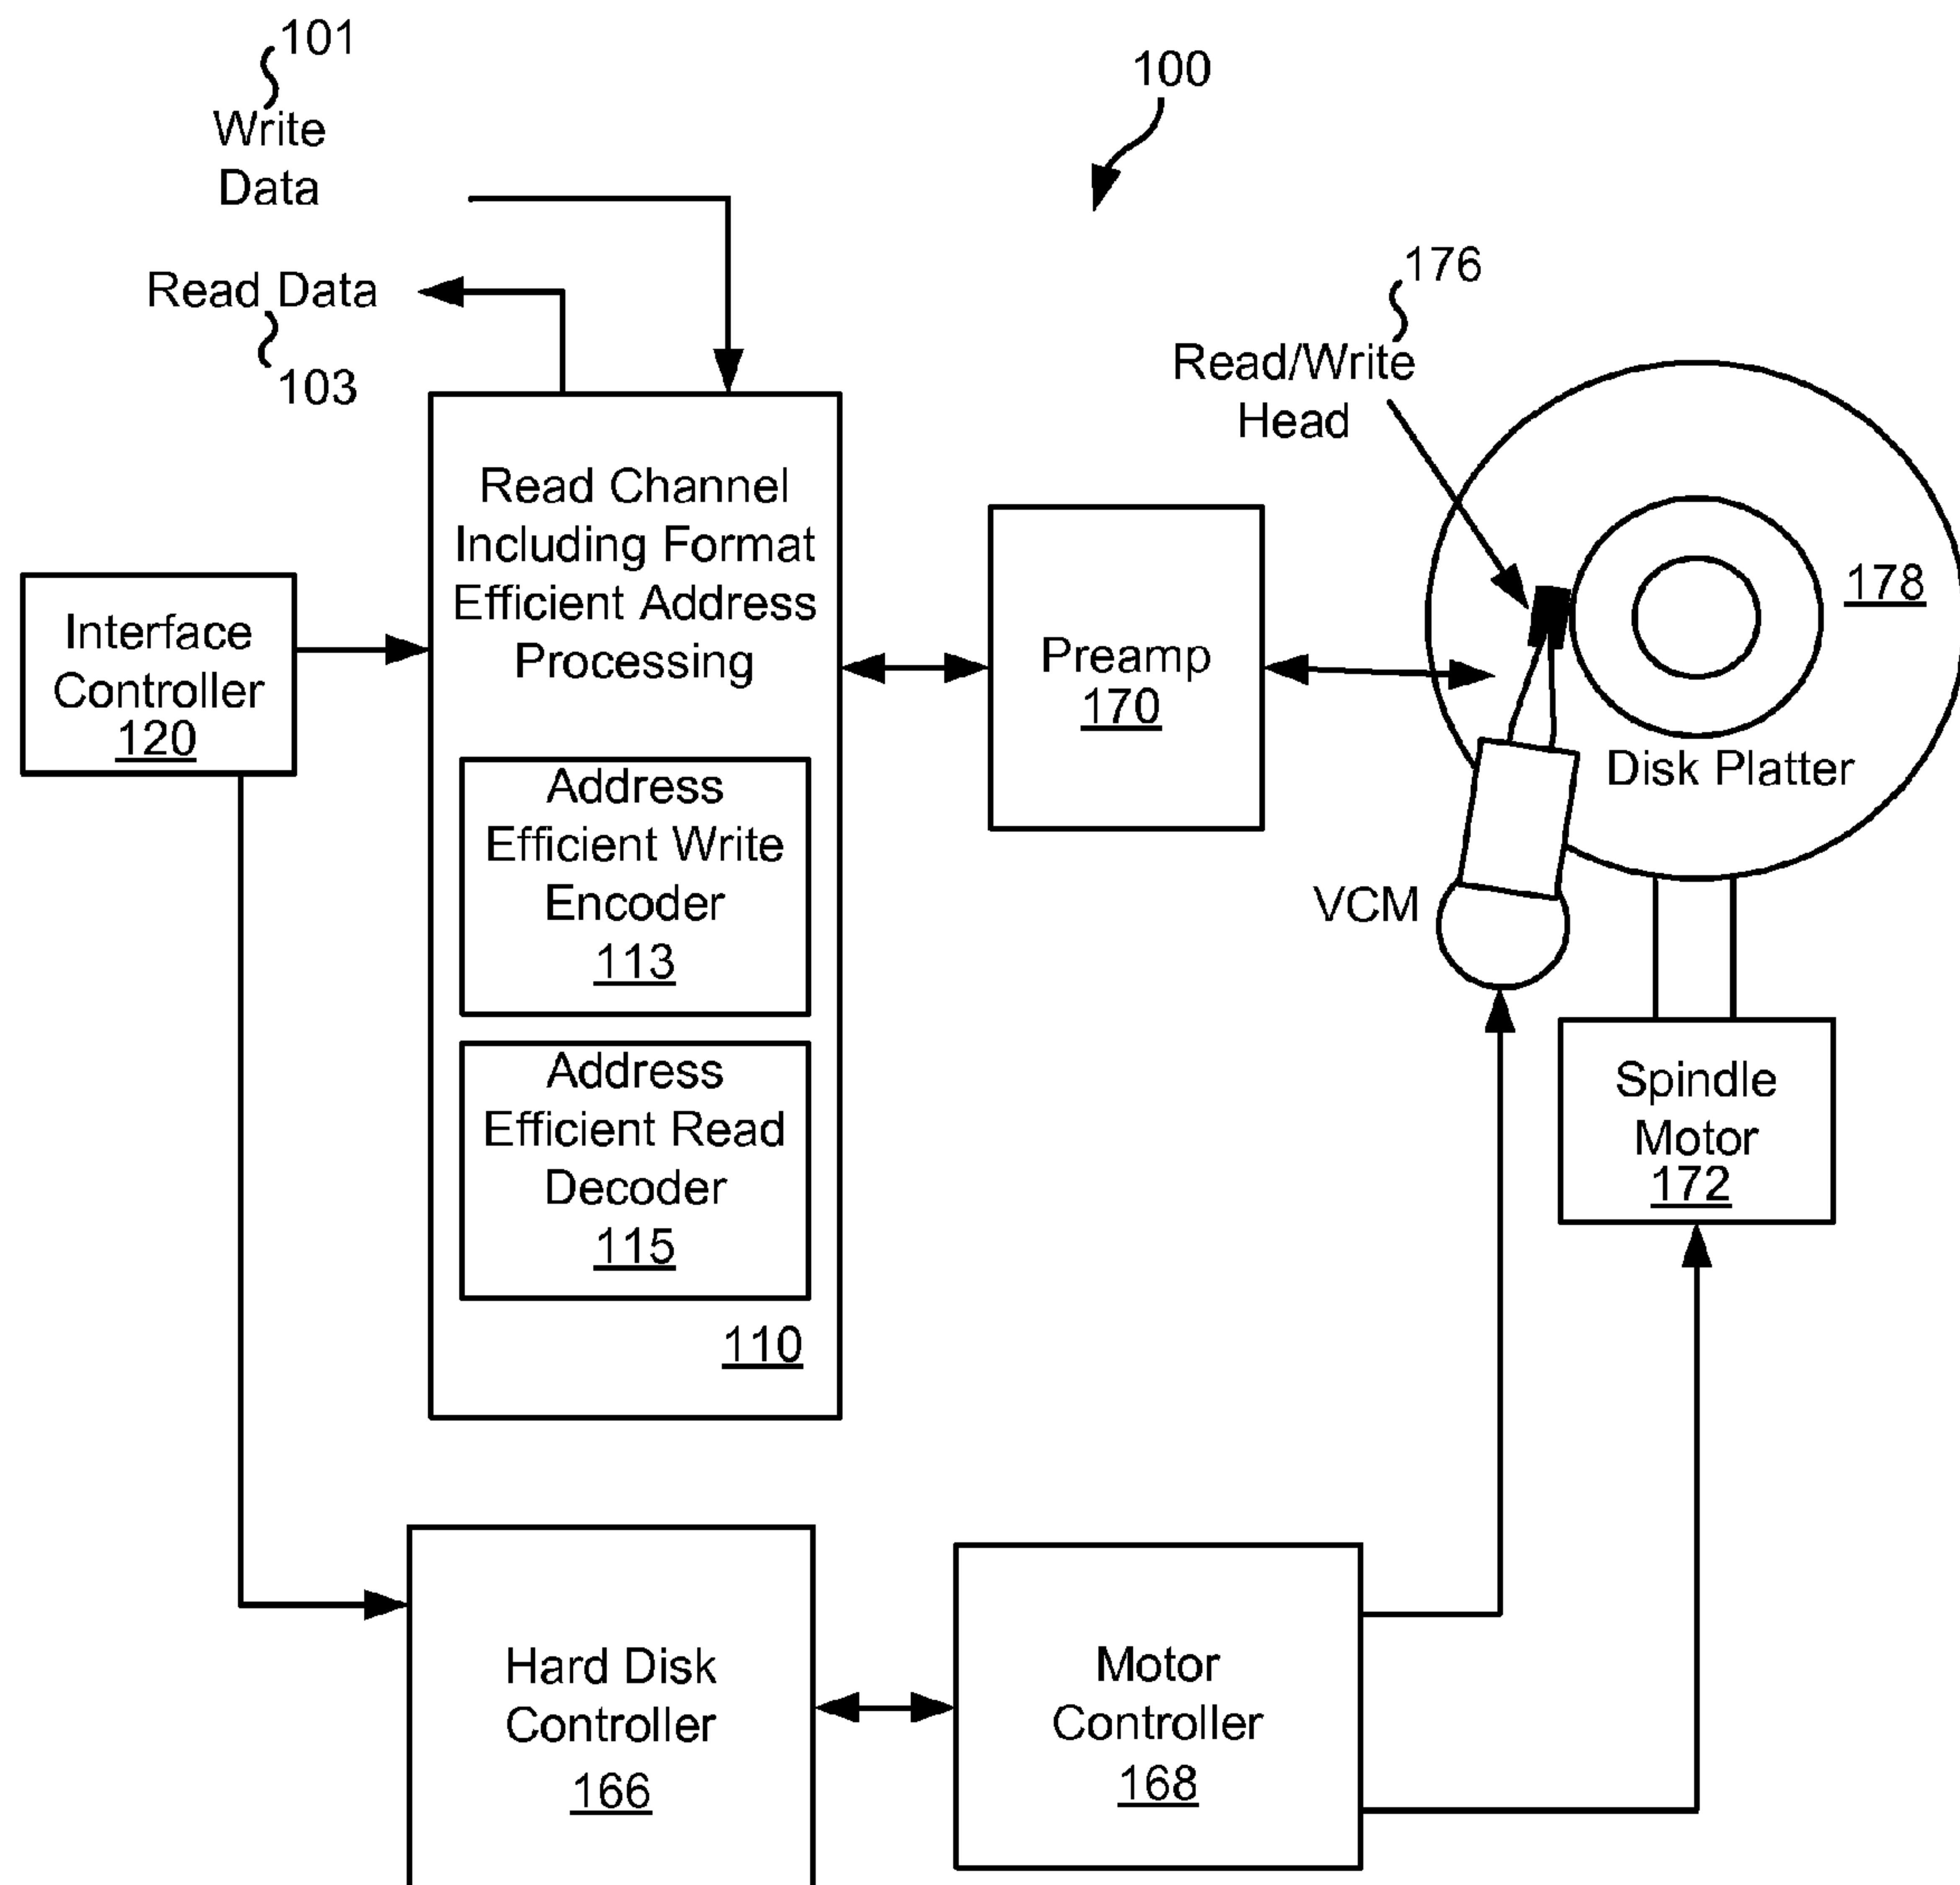 101
Write
Data
100
Read Data
103
176
Read/Write
Head
Read Channel
Including Format
Efficient Address
Processing
Interface
Controller
120
Preamp
170
178
Disk Platter
Address
Efficient Write
Encoder
113
VCM
Address
Efficient Read
Decoder
115
110
Spindle
Motor
172
Hard Disk
Controller
166
Motor
Controller
168